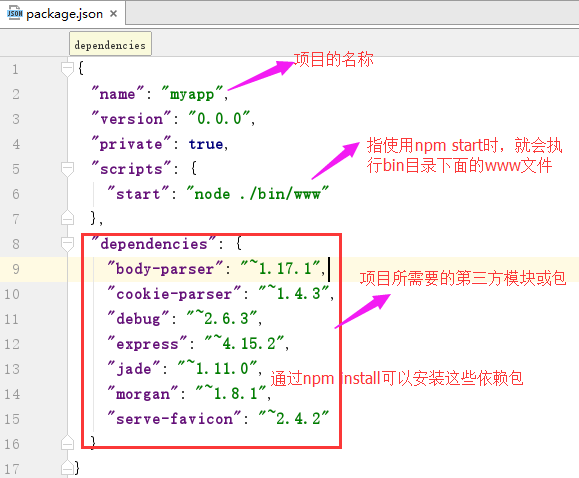 package.json
dependencies
1 {
2 "name": "myapp",
项目的名称
3 "version": "0.0.0",
4 "private": true,
5 "scripts": {
指使用npm start时，就会执
行bin目录下面的www文件
6 "start": "node ./bin/www"
7 },
8 "dependencies": {
9 "body-parser": "~1.17.1",
项目所需要的第三方模块或包
10 "cookie-parser": "~1.4.3",
11 "debug": "~2.6.3",
12 "express": "~4.15.2",
13 "jade": "~1.11.0",
通过npm install可以安装这些依赖包
14 "morgan": "~1.8.1",
15 "serve-favicon": "~2.4.2"
16 }
17 }